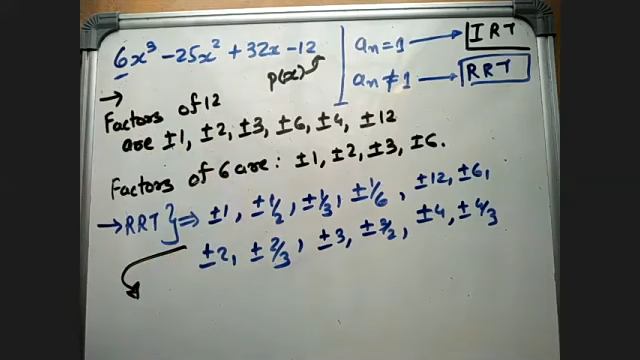 6x³ - 25x² + 32x - 12
p(x)
aₙ = 1 → IRT
aₙ ≠ 1 → RRT
→
Factors of 12
are ±1, ±2, ±3, ±6, ±4, ±12
Factors of 6 are: ±1, ±2, ±3, ±6.
→ RRT} ⇒ ±1, ±1/2, ±1/3, ±1/6, ±12, ±6,
±2, ±2/3, ±3, ±3/2, ±4, ±4/3